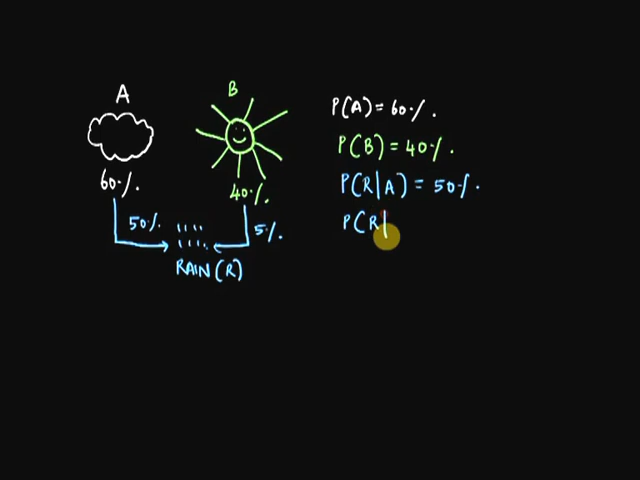 A
B
60%.
40%.
50%.
5%.
RAIN (R)
P(A) = 60%.
P(B) = 40%.
P(R|A) = 50%.
P(R|